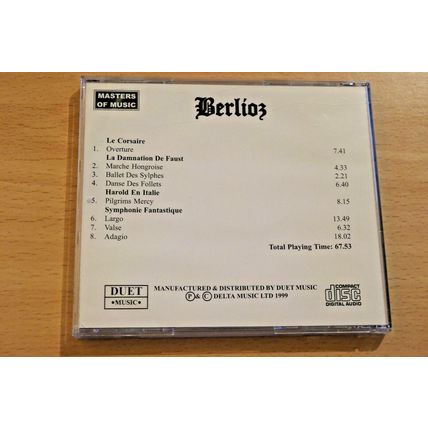 MASTERS
OF MUSIC
Berlioz
Le Corsaire
1. Overture 7.41
La Damnation De Faust
2. Marche Hongroise 4.33
3. Ballet Des Sylphes 2.21
4. Danse Des Follets 6.40
Harold En Italie
5. Pilgrims Mercy 8.15
Symphonie Fantastique
6. Largo 13.49
7. Valse 6.32
8. Adagio 18.02
Total Playing Time: 67.53
DUET
•MUSIC•
MANUFACTURED & DISTRIBUTED BY DUET MUSIC
Ⓟ& Ⓒ DELTA MUSIC LTD 1999
COMPACT
disc
DIGITAL AUDIO